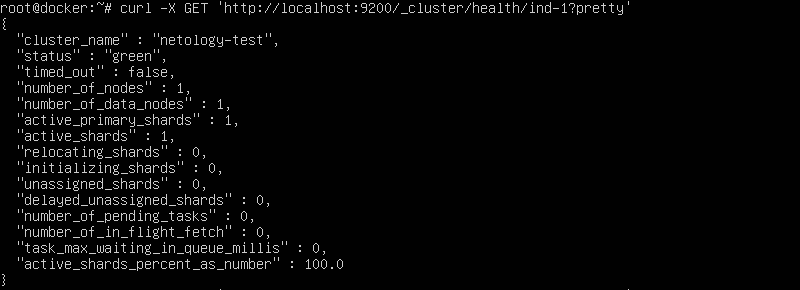 root@docker:~# curl -X GET 'http://localhost:9200/_cluster/health/ind-1?pretty'
{
  "cluster_name" : "netology-test",
  "status" : "green",
  "timed_out" : false,
  "number_of_nodes" : 1,
  "number_of_data_nodes" : 1,
  "active_primary_shards" : 1,
  "active_shards" : 1,
  "relocating_shards" : 0,
  "initializing_shards" : 0,
  "unassigned_shards" : 0,
  "delayed_unassigned_shards" : 0,
  "number_of_pending_tasks" : 0,
  "number_of_in_flight_fetch" : 0,
  "task_max_waiting_in_queue_millis" : 0,
  "active_shards_percent_as_number" : 100.0
}